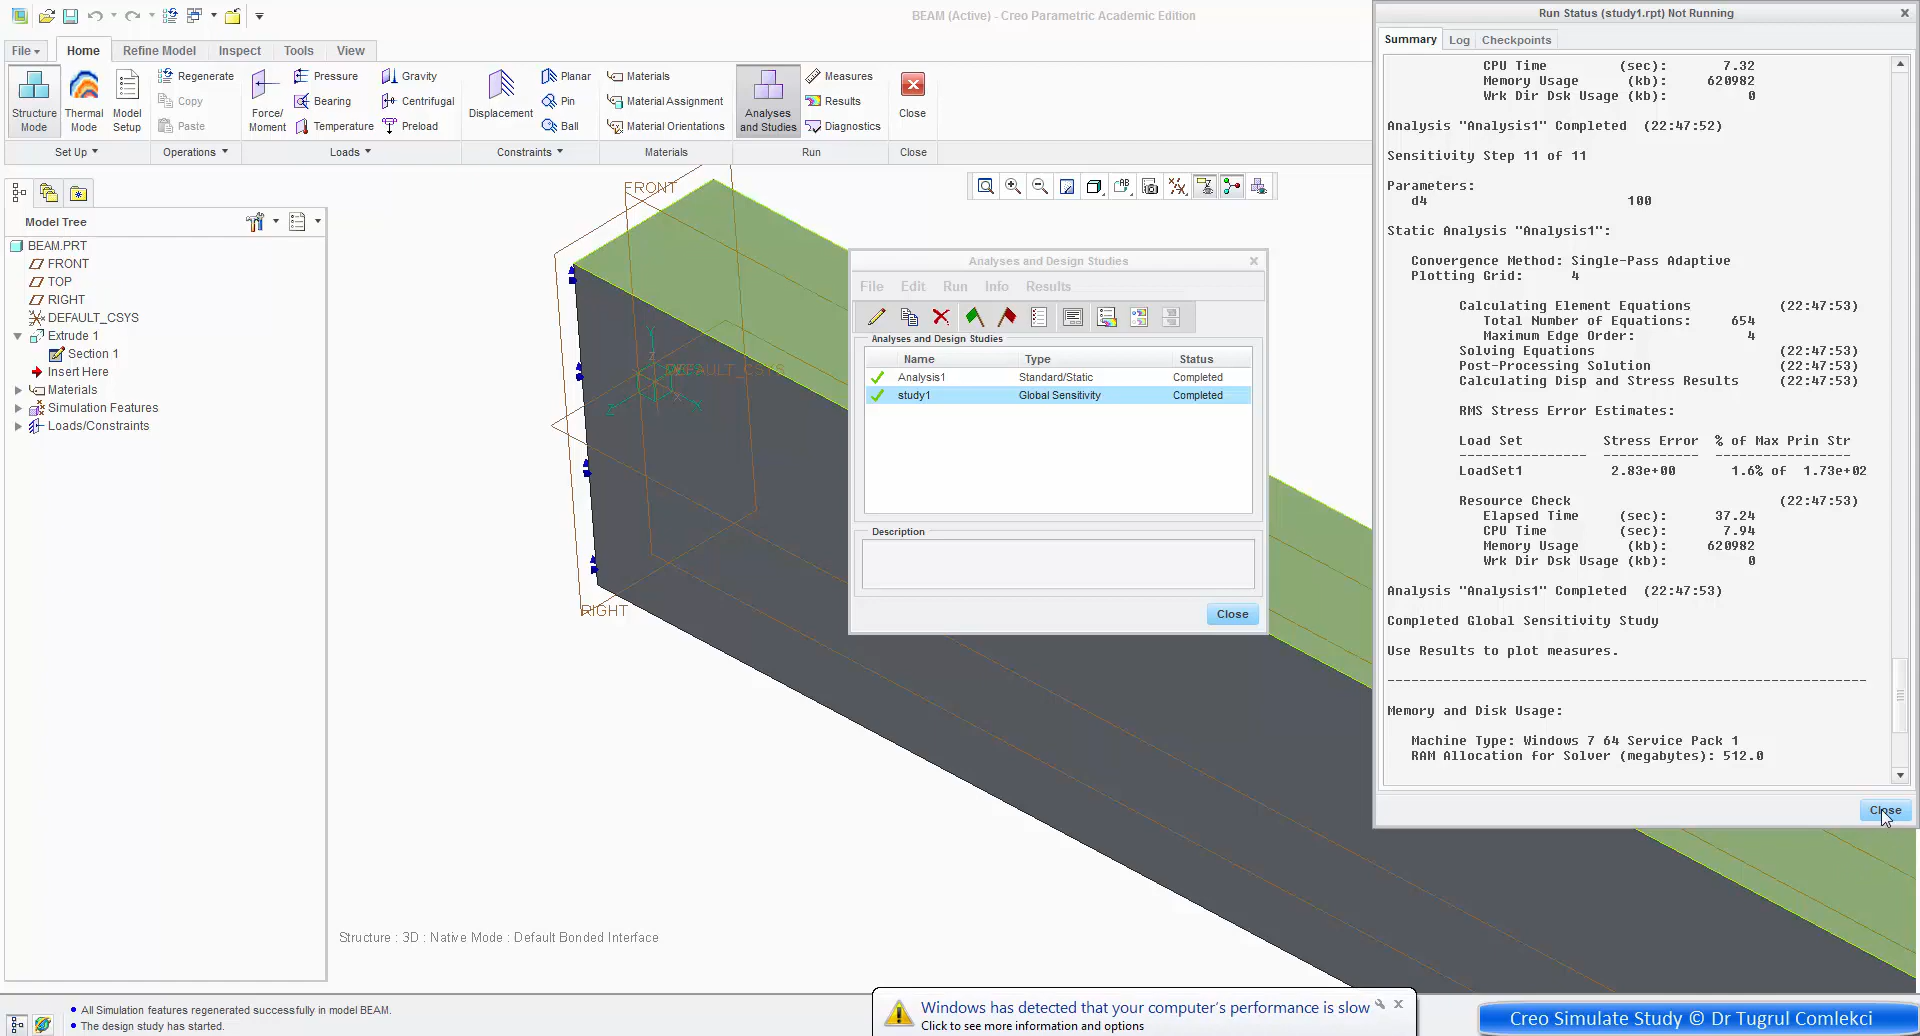 BEAM (Active) - Creo Parametric Academic Edition
File
Home
Refine Model
Inspect
Tools
View
Structure Mode
Thermal Mode
Model Setup
Regenerate
Copy
Paste
Force/ Moment
Pressure
Bearing
Temperature
Gravity
Centrifugal
Preload
Displacement
Planar
Pin
Ball
Materials
Material Assignment
Material Orientations
Analyses and Studies
Measures
Results
Diagnostics
Close
Set Up
Operations
Loads
Constraints
Materials
Run
Close
Model Tree
BEAM.PRT
FRONT
TOP
RIGHT
DEFAULT_CSYS
Extrude 1
Section 1
Insert Here
Materials
Simulation Features
Loads/Constraints
FRONT
Y
DEFAULT_CSYS
Z
X
RIGHT
Structure : 3D : Native Mode : Default Bonded Interface
Analyses and Design Studies
File Edit Run Info Results
Analyses and Design Studies
Name Type Status
Analysis1 Standard/Static Completed
study1 Global Sensitivity Completed
Description
Close
Run Status (study1.rpt) Not Running
Summary Log Checkpoints
CPU Time (sec): 7.32
Memory Usage (kb): 620982
Wrk Dir Dsk Usage (kb): 0
Analysis "Analysis1" Completed (22:47:52)
Sensitivity Step 11 of 11
Parameters:
d4 100
Static Analysis "Analysis1":
Convergence Method: Single-Pass Adaptive
Plotting Grid: 4
Calculating Element Equations (22:47:53)
Total Number of Equations: 654
Maximum Edge Order: 4
Solving Equations (22:47:53)
Post-Processing Solution (22:47:53)
Calculating Disp and Stress Results (22:47:53)
RMS Stress Error Estimates:
Load Set Stress Error % of Max Prin Str
---------------- ------------ -----------------
LoadSet1 2.83e+00 1.6% of 1.73e+02
Resource Check (22:47:53)
Elapsed Time (sec): 37.24
CPU Time (sec): 7.94
Memory Usage (kb): 620982
Wrk Dir Dsk Usage (kb): 0
Analysis "Analysis1" Completed (22:47:53)
Completed Global Sensitivity Study
Use Results to plot measures.
------------------------------------------------------------
Memory and Disk Usage:
Machine Type: Windows 7 64 Service Pack 1
RAM Allocation for Solver (megabytes): 512.0
Close
All Simulation features regenerated successfully in model BEAM.
The design study has started.
Windows has detected that your computer's performance is slow
Click to see more information and options
Creo Simulate Study © Dr Tugrul Comlekci